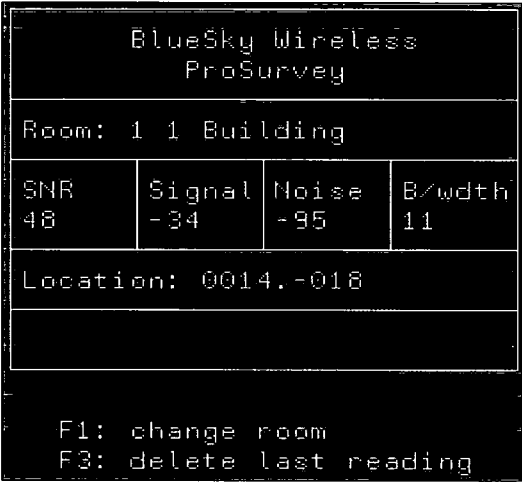 BlueSky Wireless
ProSurvey
Room: 1 1 Building
SNR Signal Noise B/wdth
48 -34 -95 11
Location: 0014.-018
F1: change room
F3: delete last reading